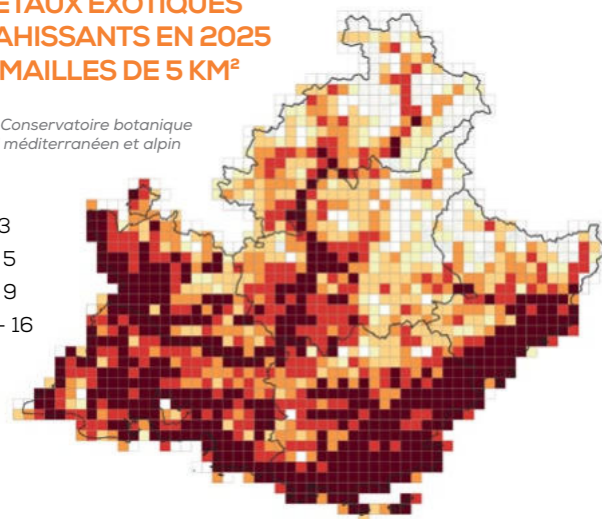 ÉTAUX EXOTIQUES
AHISSANTS EN 2025
MAILLES DE 5 KM²
Conservatoire botanique
méditerranéen et alpin
3
5
9
- 16